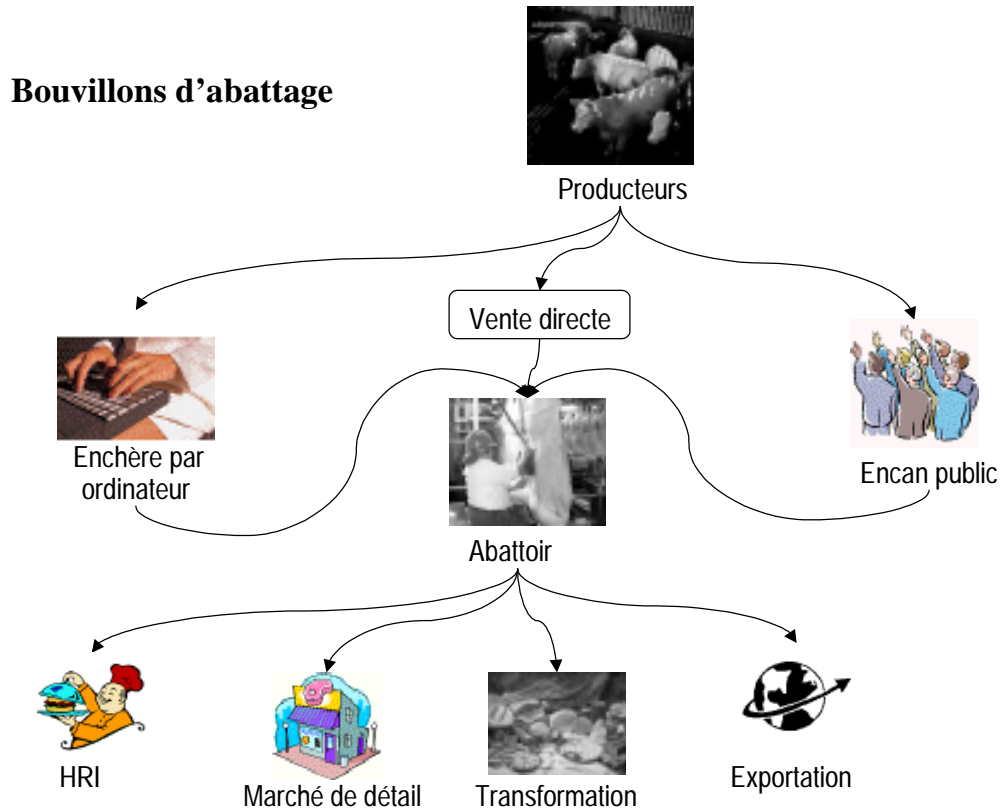 Bouvillons d’abattage
Producteurs
Vente directe
Enchère par
ordinateur
Encan public
Abattoir
HRI
Marché de détail
Transformation
Exportation